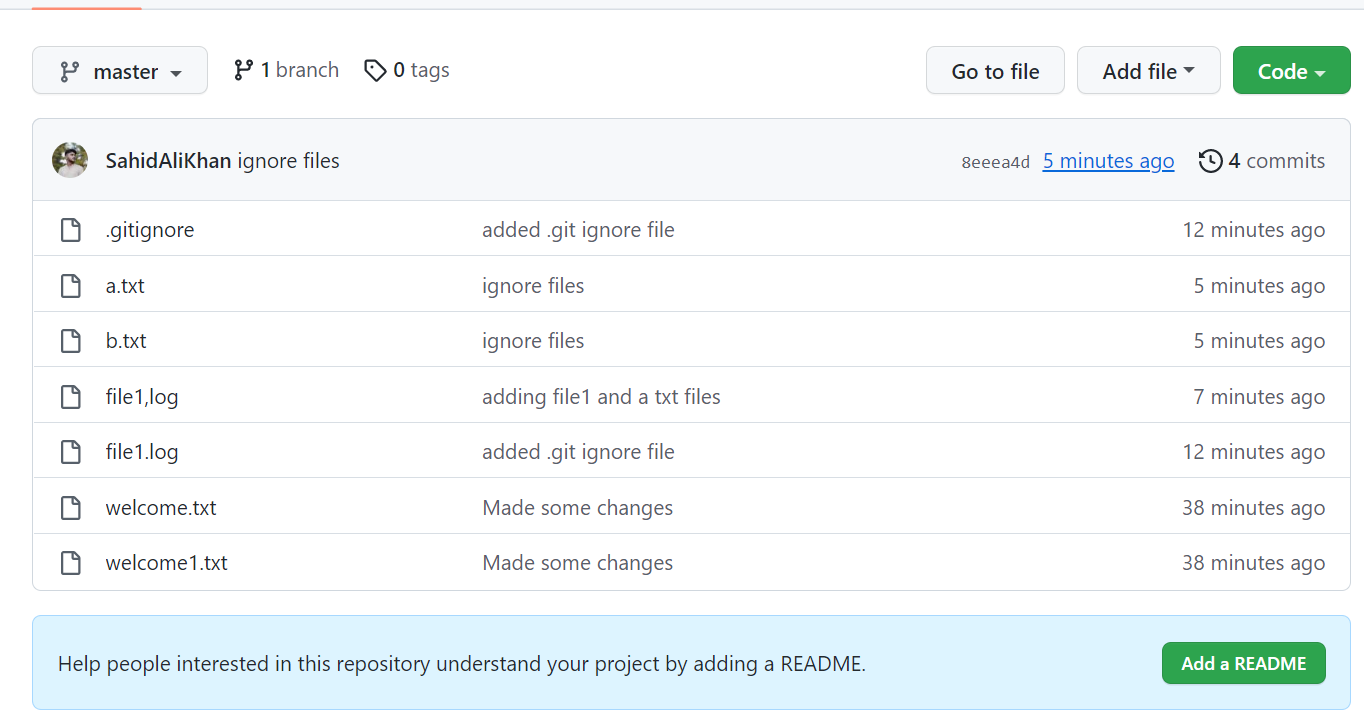 master 1 branch 0 tags Go to file Add file Code
SahidAliKhan ignore files 8eeea4d 5 minutes ago 4 commits
.gitignore added .git ignore file 12 minutes ago
a.txt ignore files 5 minutes ago
b.txt ignore files 5 minutes ago
file1,log adding file1 and a txt files 7 minutes ago
file1.log added .git ignore file 12 minutes ago
welcome.txt Made some changes 38 minutes ago
welcome1.txt Made some changes 38 minutes ago
Help people interested in this repository understand your project by adding a README. Add a README